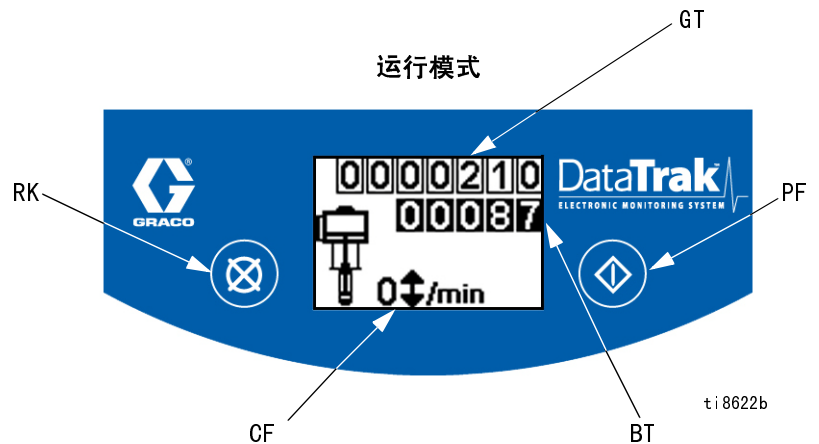 GT
运行模式
0000210
DataTrak
ELECTRONIC MONITORING SYSTEM
G
GRACO
®
00087
RK
PF
0 /min
ti8622b
CF
BT